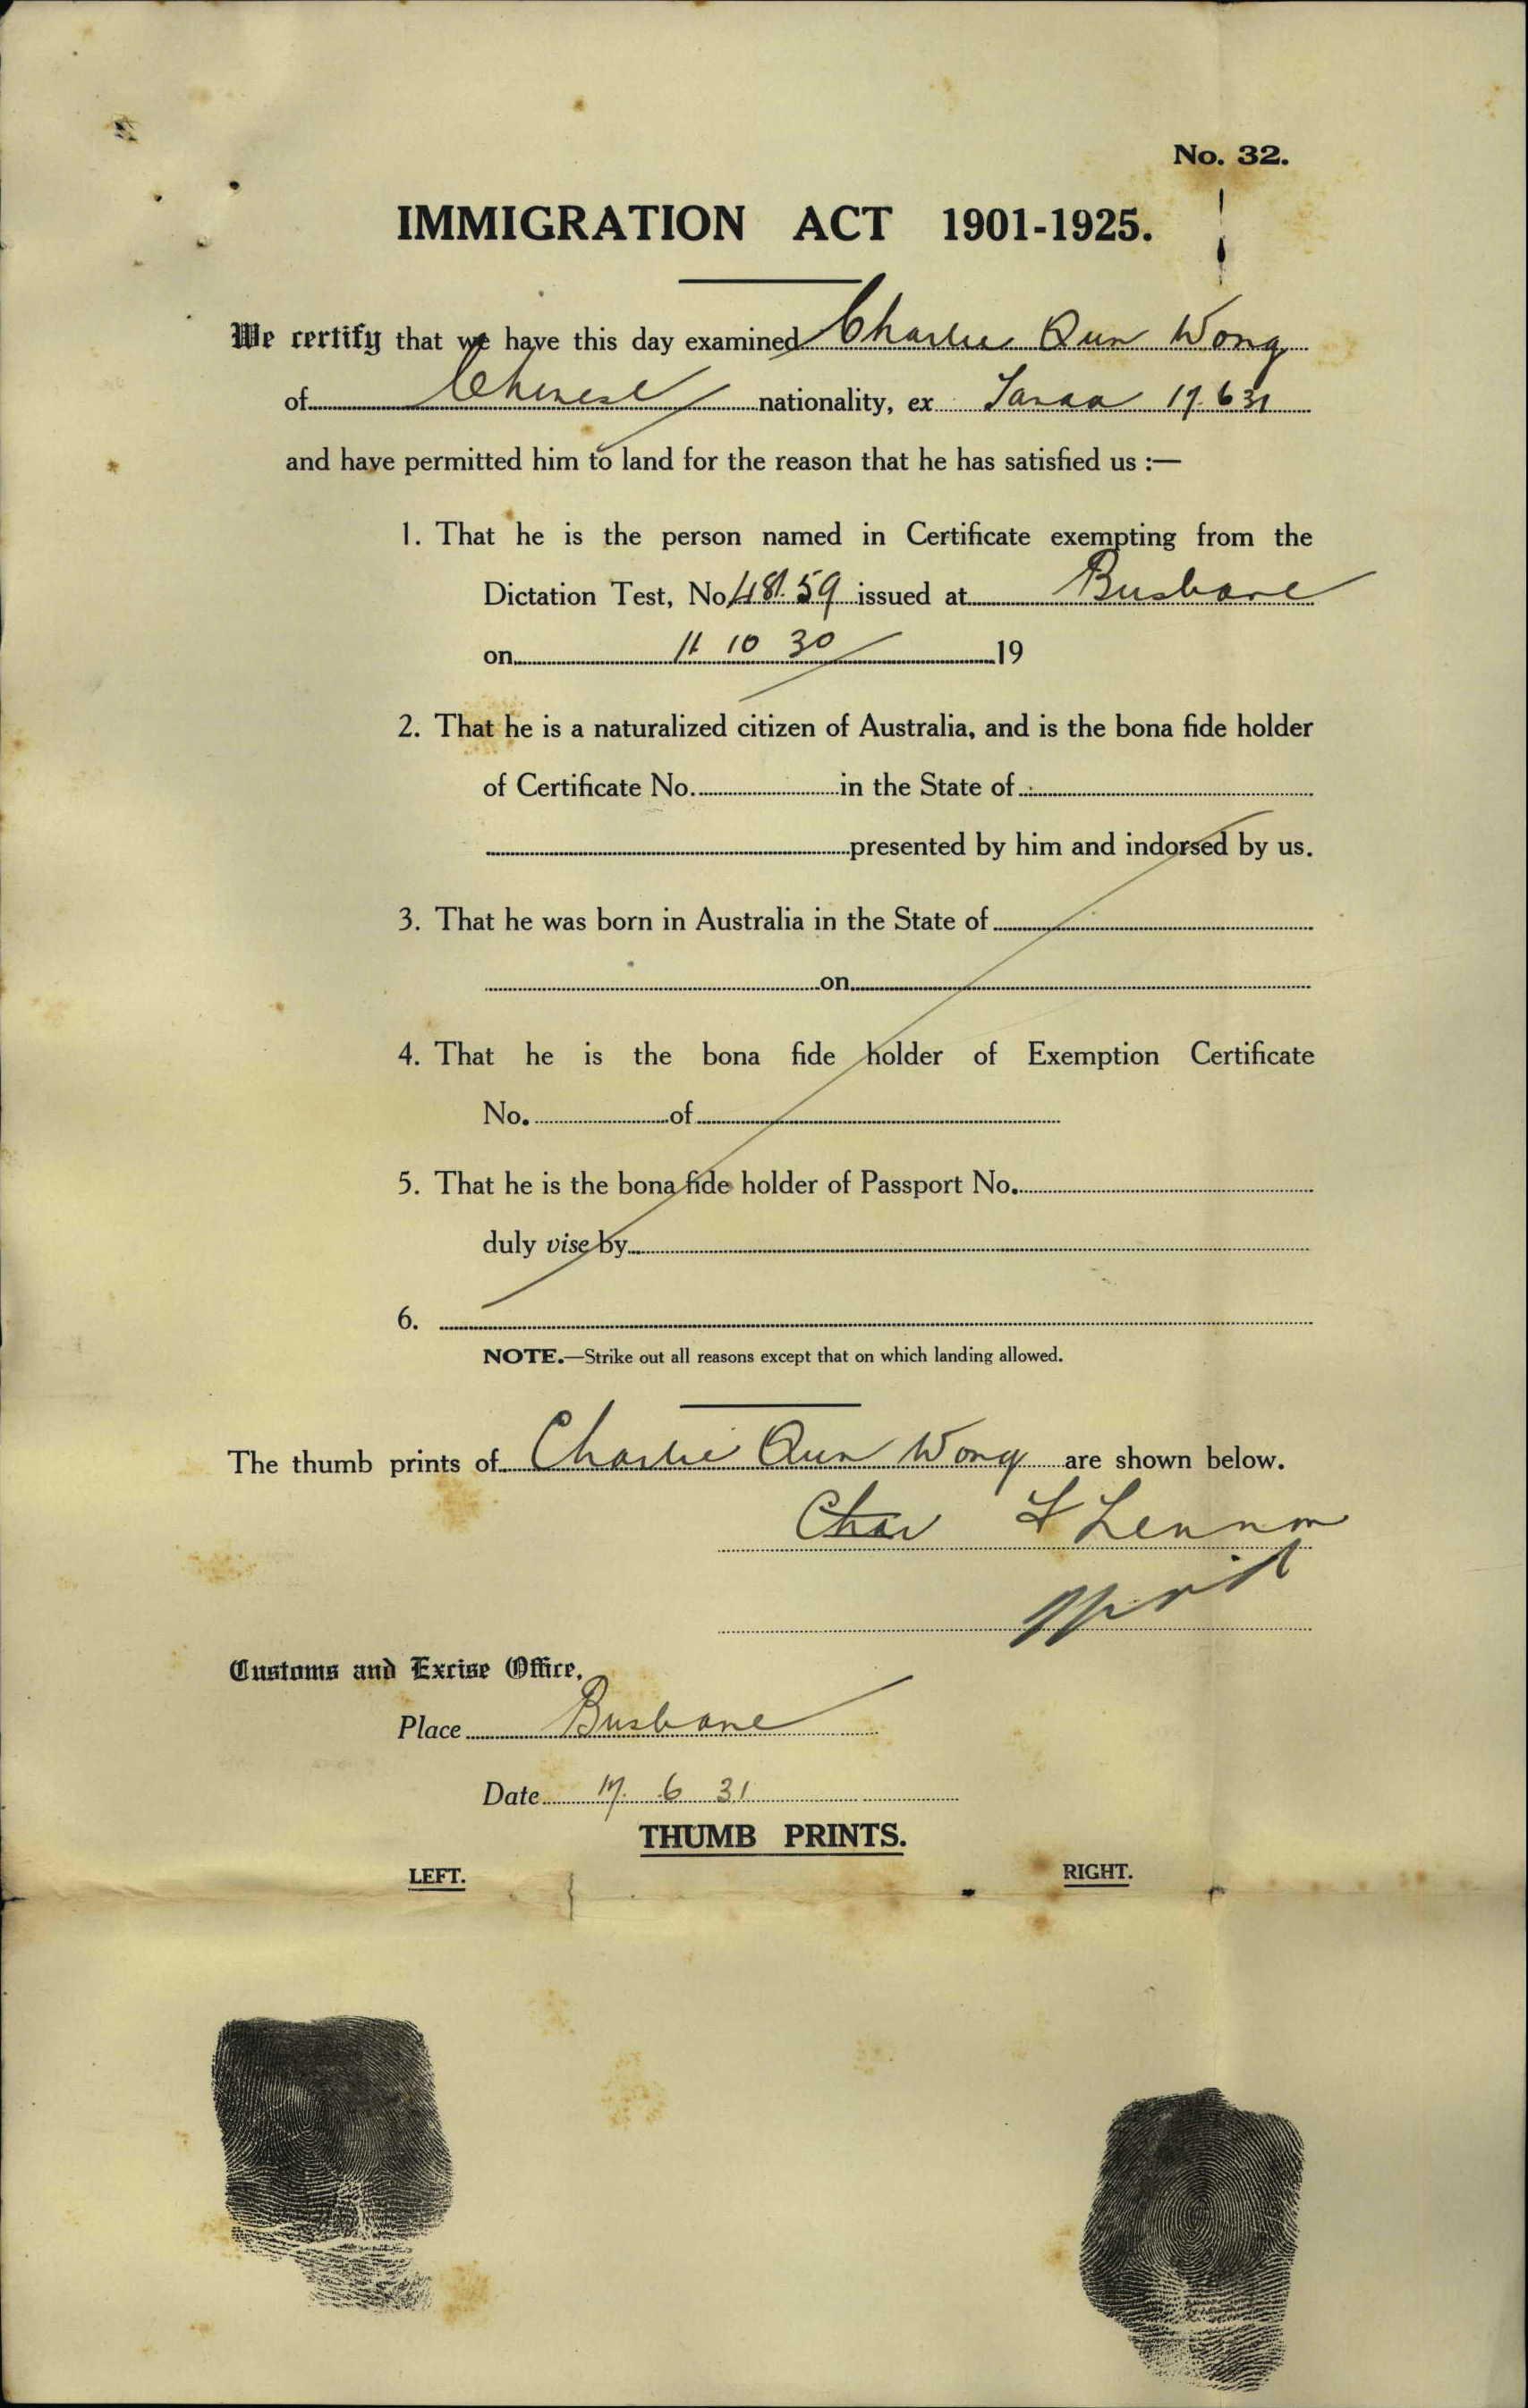 No. 32.
IMMIGRATION ACT 1901-1925.
We certify that we have this day examined Charlie Qun Wong
of Chinese nationality, ex Tanda 17. 6 31
and have permitted him to land for the reason that he has satisfied us :—
1. That he is the person named in Certificate exempting from the
Dictation Test, No 48. 59 issued at Brisbane
on 11 10 30 19
2. That he is a naturalized citizen of Australia, and is the bona fide holder
of Certificate No. in the State of
presented by him and indorsed by us.
3. That he was born in Australia in the State of
on
4. That he is the bona fide holder of Exemption Certificate
No. of
5. That he is the bona fide holder of Passport No.
duly vise by
6.
NOTE.—Strike out all reasons except that on which landing allowed.
The thumb prints of Charlie Qun Wong are shown below.
Lennon
Customs and Excise Office.
Place Brisbane
Date 17. 6 31
THUMB PRINTS.
LEFT. RIGHT.